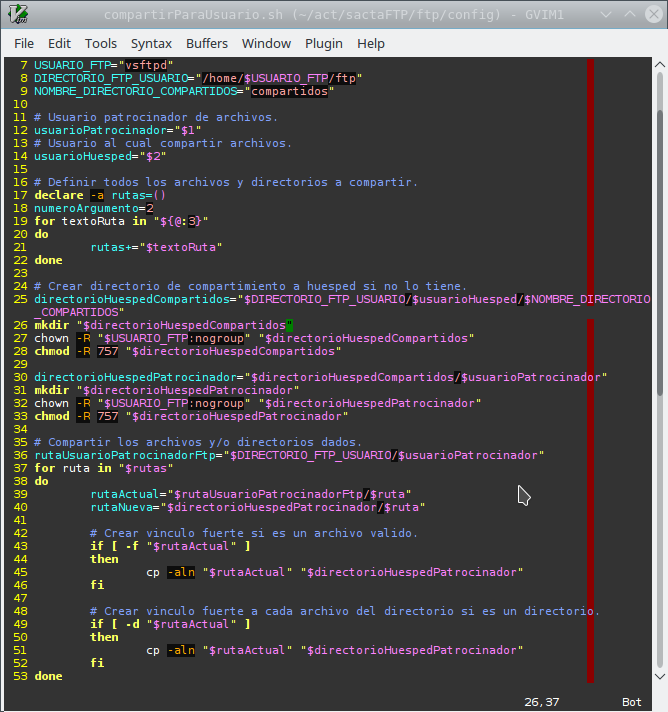 compartirParaUsuario.sh (~/act/sactaFTP/ftp/config) - GVIM1
File Edit Tools Syntax Buffers Window Plugin Help
7 USUARIO_FTP="vsftpd"
8 DIRECTORIO_FTP_USUARIO="/home/$USUARIO_FTP/ftp"
9 NOMBRE_DIRECTORIO_COMPARTIDOS="compartidos"
10
11 # Usuario patrocinador de archivos.
12 usuarioPatrocinador="$1"
13 # Usuario al cual compartir archivos.
14 usuarioHuesped="$2"
15
16 # Definir todos los archivos y directorios a compartir.
17 declare -a rutas=()
18 numeroArgumento=2
19 for textoRuta in "${@:3}"
20 do
21         rutas+="$textoRuta"
22 done
23
24 # Crear directorio de compartimiento a huesped si no lo tiene.
25 directorioHuespedCompartidos="$DIRECTORIO_FTP_USUARIO/$usuarioHuesped/$NOMBRE_DIRECTORIO
_COMPARTIDOS"
26 mkdir "$directorioHuespedCompartidos"
27 chown -R "$USUARIO_FTP:nogroup" "$directorioHuespedCompartidos"
28 chmod -R 757 "$directorioHuespedCompartidos"
29
30 directorioHuespedPatrocinador="$directorioHuespedCompartidos/$usuarioPatrocinador"
31 mkdir "$directorioHuespedPatrocinador"
32 chown -R "$USUARIO_FTP:nogroup" "$directorioHuespedPatrocinador"
33 chmod -R 757 "$directorioHuespedPatrocinador"
34
35 # Compartir los archivos y/o directorios dados.
36 rutaUsuarioPatrocinadorFtp="$DIRECTORIO_FTP_USUARIO/$usuarioPatrocinador"
37 for ruta in "$rutas"
38 do
39         rutaActual="$rutaUsuarioPatrocinadorFtp/$ruta"
40         rutaNueva="$directorioHuespedPatrocinador/$ruta"
41
42         # Crear vinculo fuerte si es un archivo valido.
43         if [ -f "$rutaActual" ]
44         then
45                 cp -aln "$rutaActual" "$directorioHuespedPatrocinador"
46         fi
47
48         # Crear vinculo fuerte a cada archivo del directorio si es un directorio.
49         if [ -d "$rutaActual" ]
50         then
51                 cp -aln "$rutaActual" "$directorioHuespedPatrocinador"
52         fi
53 done
26,37 Bot